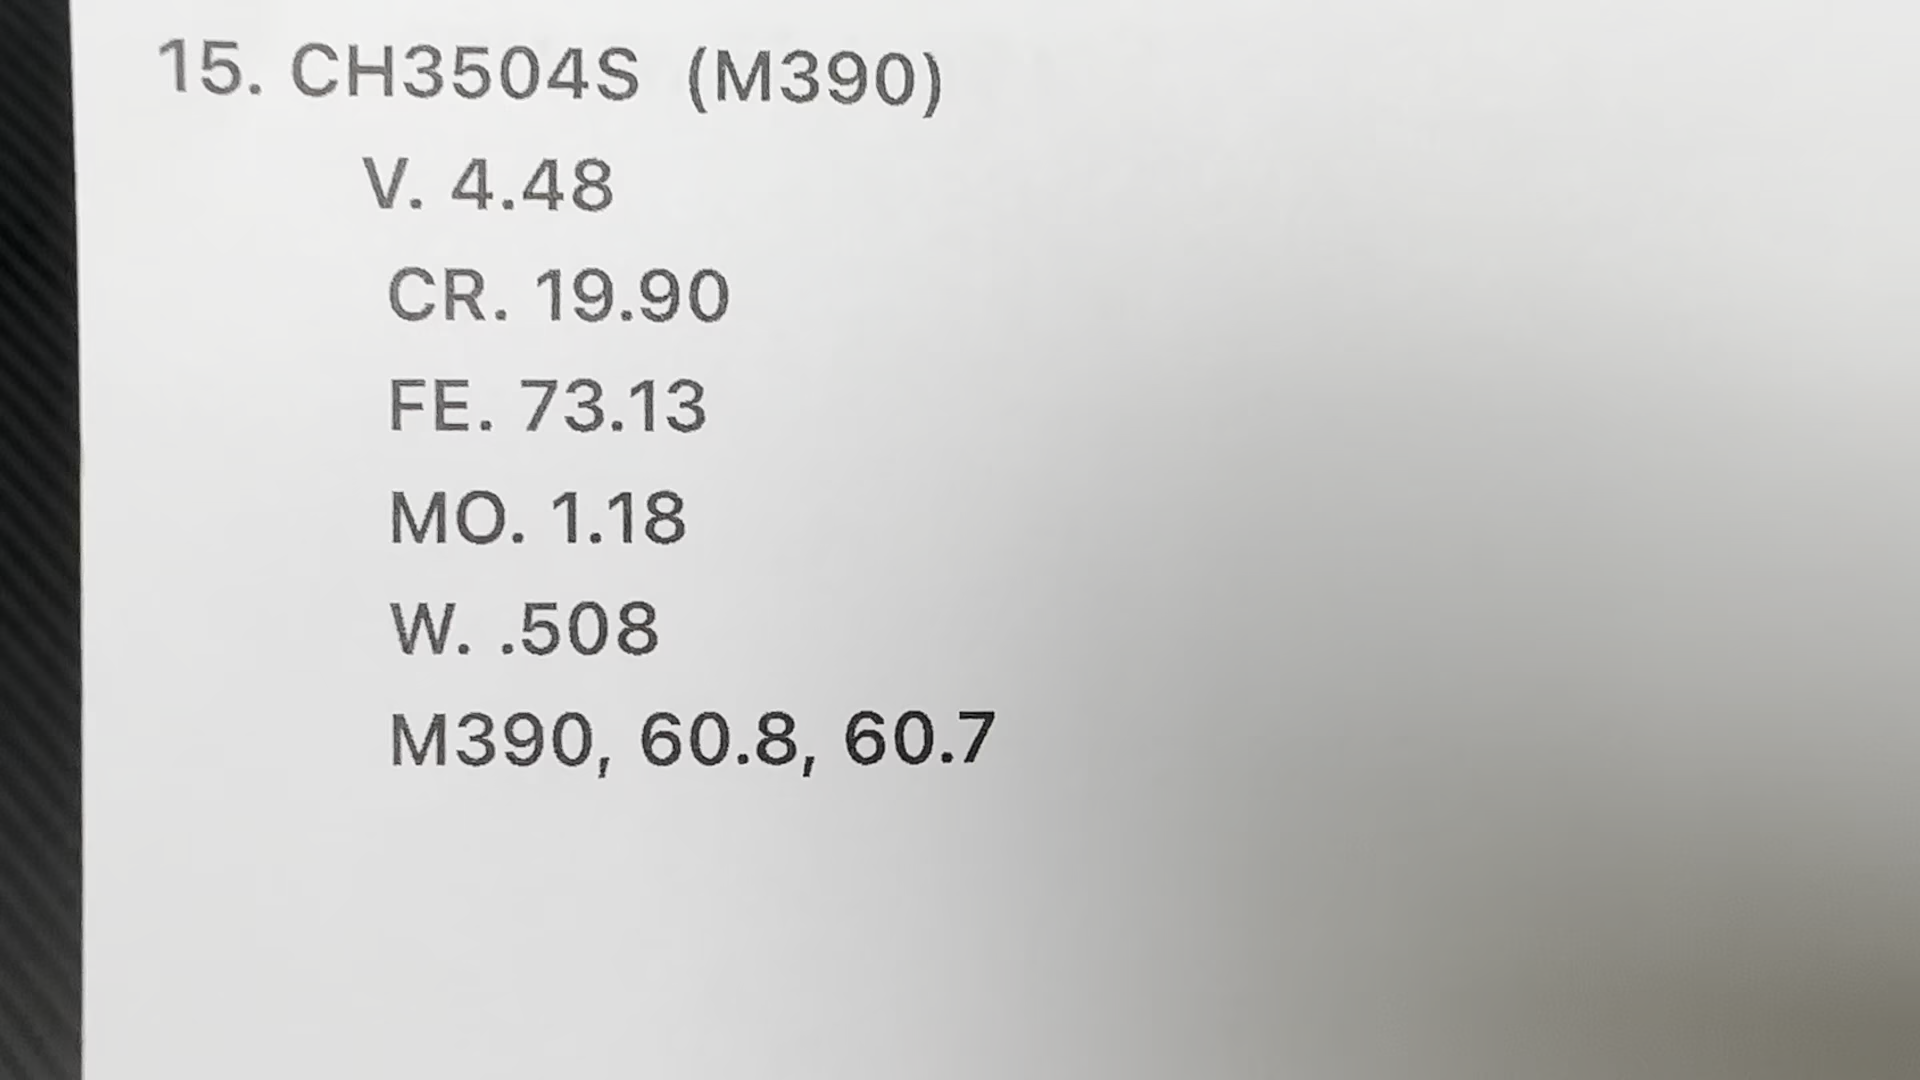 15. CH3504S (M390)
V. 4.48
CR. 19.90
FE. 73.13
MO. 1.18
W. .508
M390, 60.8, 60.7